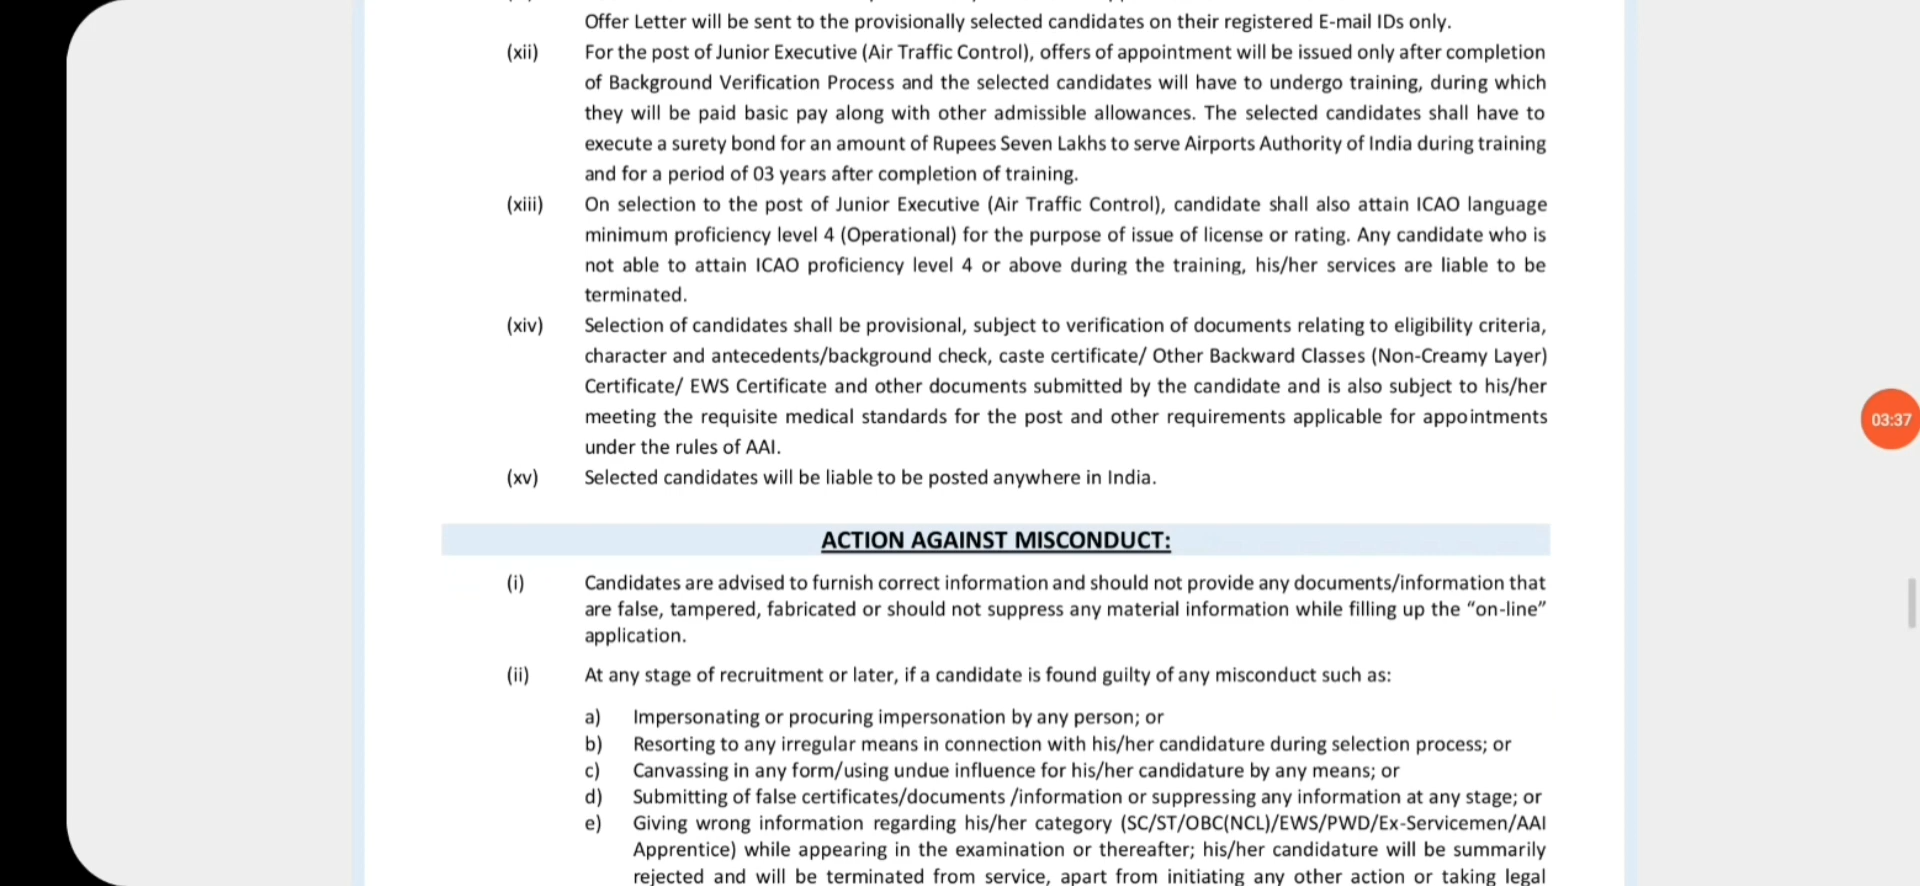 Offer Letter will be sent to the provisionally selected candidates on their registered E-mail IDs only.
(xii) For the post of Junior Executive (Air Traffic Control), offers of appointment will be issued only after completion
of Background Verification Process and the selected candidates will have to undergo training, during which
they will be paid basic pay along with other admissible allowances. The selected candidates shall have to
execute a surety bond for an amount of Rupees Seven Lakhs to serve Airports Authority of India during training
and for a period of 03 years after completion of training.
(xiii) On selection to the post of Junior Executive (Air Traffic Control), candidate shall also attain ICAO language
minimum proficiency level 4 (Operational) for the purpose of issue of license or rating. Any candidate who is
not able to attain ICAO proficiency level 4 or above during the training, his/her services are liable to be
terminated.
(xiv) Selection of candidates shall be provisional, subject to verification of documents relating to eligibility criteria,
character and antecedents/background check, caste certificate/ Other Backward Classes (Non-Creamy Layer)
Certificate/ EWS Certificate and other documents submitted by the candidate and is also subject to his/her
meeting the requisite medical standards for the post and other requirements applicable for appointments
under the rules of AAI.
(xv) Selected candidates will be liable to be posted anywhere in India.
ACTION AGAINST MISCONDUCT:
(i) Candidates are advised to furnish correct information and should not provide any documents/information that
are false, tampered, fabricated or should not suppress any material information while filling up the “on-line”
application.
(ii) At any stage of recruitment or later, if a candidate is found guilty of any misconduct such as:
a) Impersonating or procuring impersonation by any person; or
b) Resorting to any irregular means in connection with his/her candidature during selection process; or
c) Canvassing in any form/using undue influence for his/her candidature by any means; or
d) Submitting of false certificates/documents /information or suppressing any information at any stage; or
e) Giving wrong information regarding his/her category (SC/ST/OBC(NCL)/EWS/PWD/Ex-Servicemen/AAI
Apprentice) while appearing in the examination or thereafter; his/her candidature will be summarily
rejected and will be terminated from service, apart from initiating any other action or taking legal
03:37